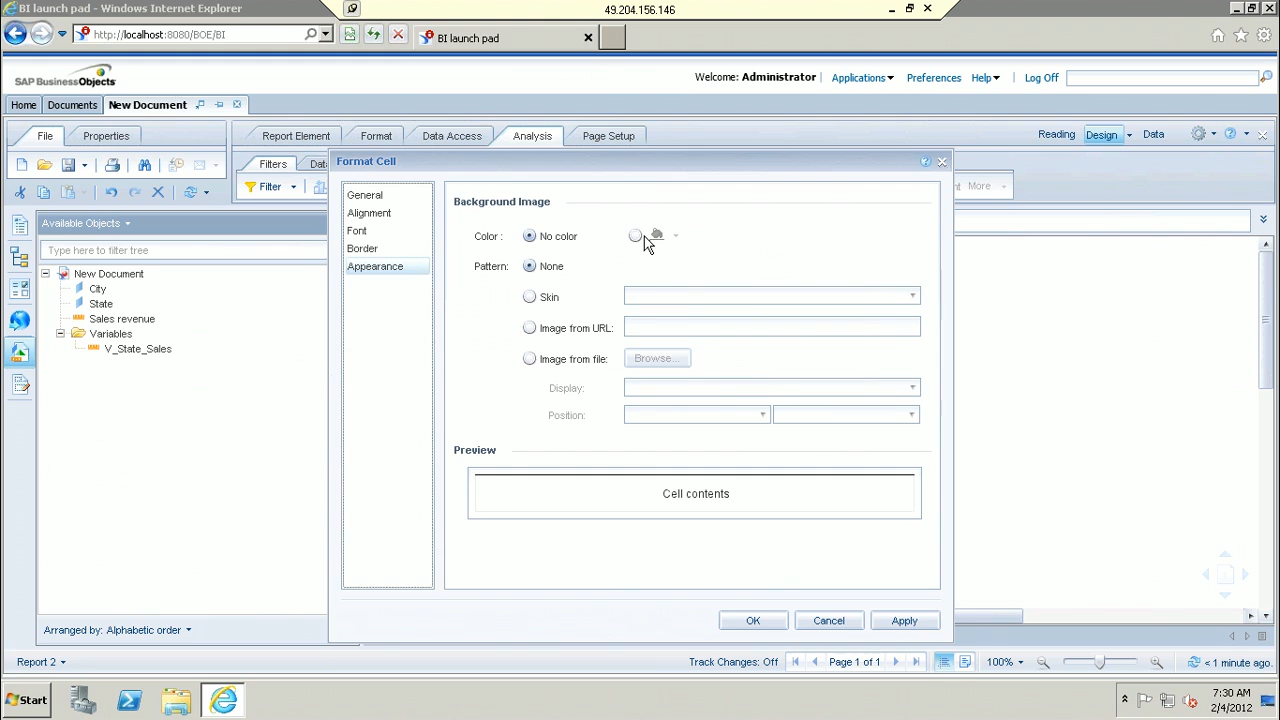 BI launch pad - Windows Internet Explorer
49.204.156.146
http://localhost:8080/BOE/BI
BI launch pad
SAP BusinessObjects
Welcome: Administrator
Applications
Preferences
Help
Log Off
Home
Documents
New Document
File
Properties
Report Element
Format
Data Access
Analysis
Page Setup
Reading
Design
Data
Filters
Dat
Filter
More
Format Cell
Available Objects
Type here to filter tree
New Document
City
State
Sales revenue
Variables
V_State_Sales
General
Alignment
Font
Border
Appearance
Background Image
Color :
No color
Pattern:
None
Skin
Image from URL:
Image from file:
Browse...
Display:
Position:
Preview
Cell contents
OK
Cancel
Apply
Arranged by: Alphabetic order
Report 2
Track Changes: Off
Page 1 of 1
100%
< 1 minute ago.
Start
7:30 AM
2/4/2012